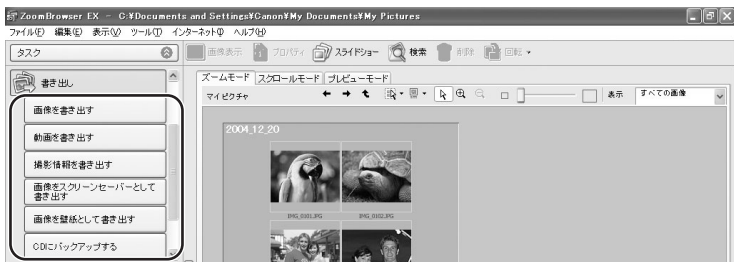 ZoomBrowser EX - C:¥Documents and Settings¥Canon¥My Documents¥My Pictures
ファイル(F) 編集(E) 表示(V) ツール(T) インターネット(I) ヘルプ(H)
タスク
画像表示 プロパティ スライドショー 検索 削除 回転
書き出し
ズームモード スクロールモード プレビューモード
マイ ピクチャ 表示 すべての画像
画像を書き出す
動画を書き出す
撮影情報を書き出す
画像をスクリーンセーバーとして
書き出す
画像を壁紙として書き出す
CDにバックアップする
2004_12_20
IMG_0101.JPG IMG_0102.JPG